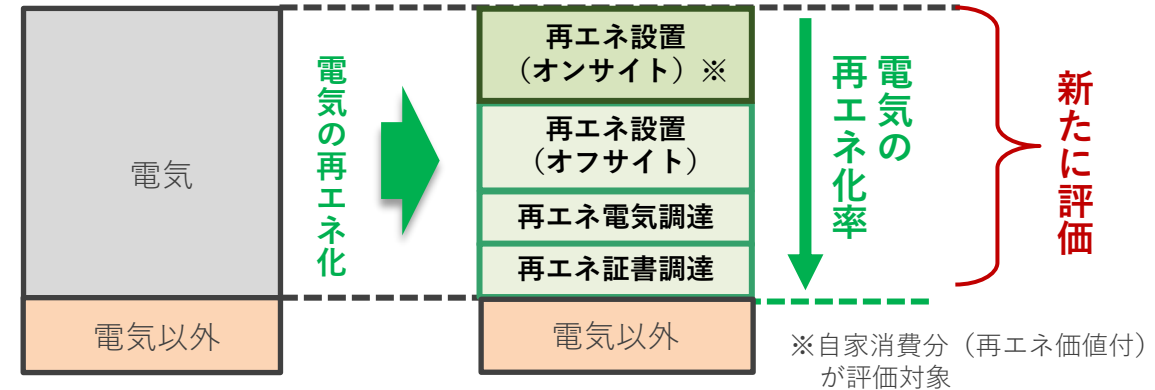 電気
電気以外
電気の再エネ化
再エネ設置
（オンサイト）※
再エネ設置
（オフサイト）
再エネ電気調達
再エネ証書調達
電気以外
電気の
再エネ化率
新たに評価
※自家消費分（再エネ価値付）
が評価対象